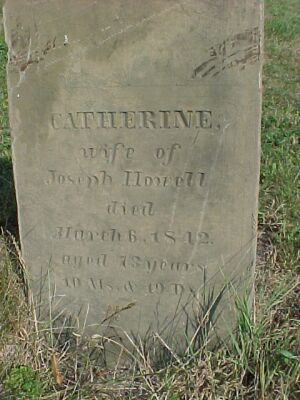 CATHERINE,
wife of
Joseph Howell
died
March 6, 1842.
aged 73 years
10 Ms. & 19 Ds.